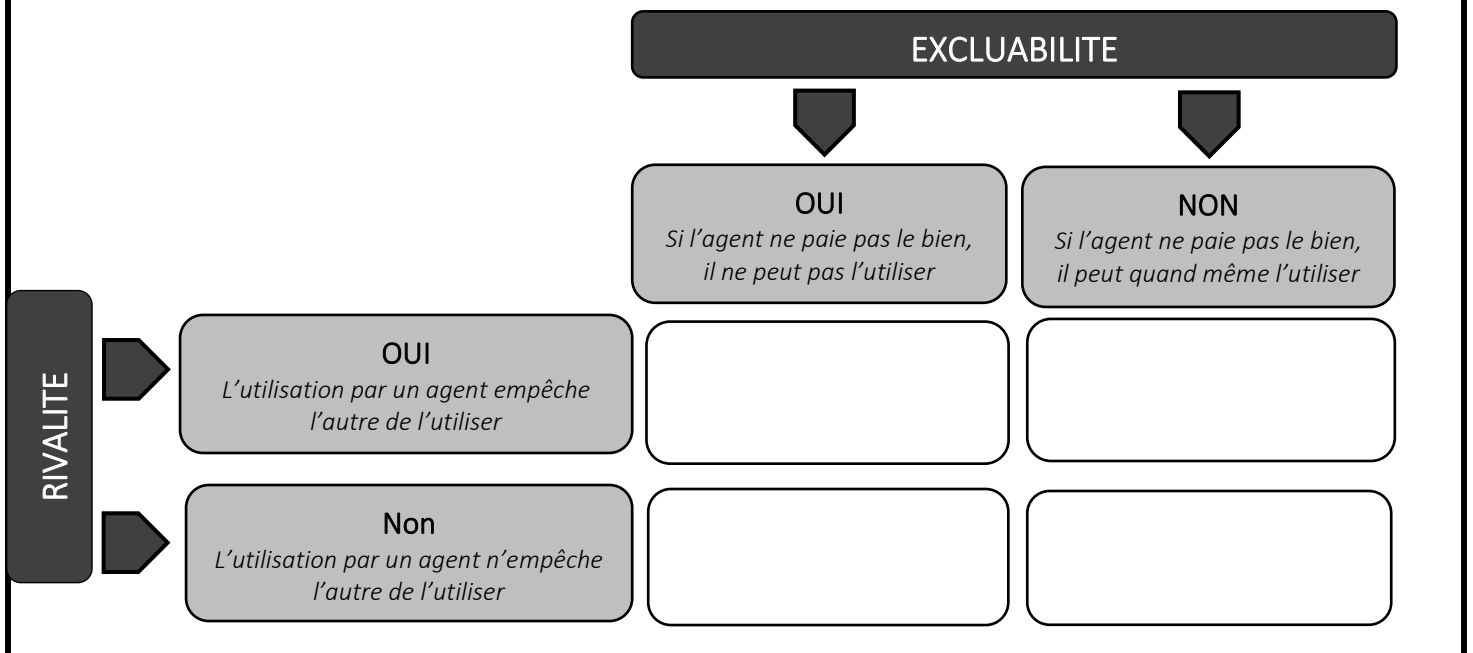 EXCLUABILITE
OUI
Si l’agent ne paie pas le bien,
il ne peut pas l’utiliser
NON
Si l’agent ne paie pas le bien,
il peut quand même l’utiliser
RIVALITE
OUI
L’utilisation par un agent empêche
l’autre de l’utiliser
Non
L’utilisation par un agent n’empêche
l’autre de l’utiliser